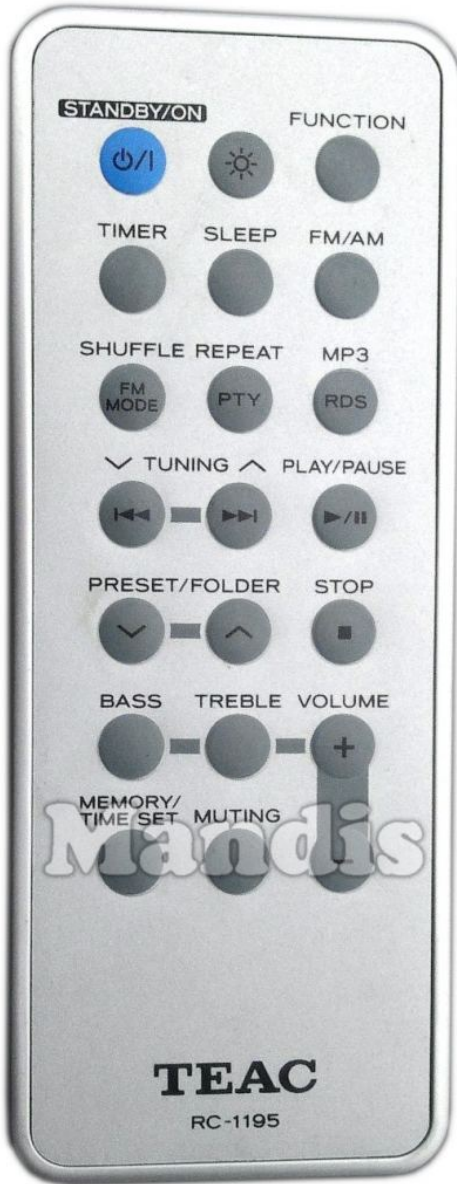 STANDBY/ON
FUNCTION
TIMER SLEEP FM/AM
SHUFFLE REPEAT MP3
FM
MODE
PTY
RDS
TUNING PLAY/PAUSE
PRESET/FOLDER STOP
BASS TREBLE VOLUME
MEMORY/
TIME SET MUTING
Mandis
TEAC
RC-1195